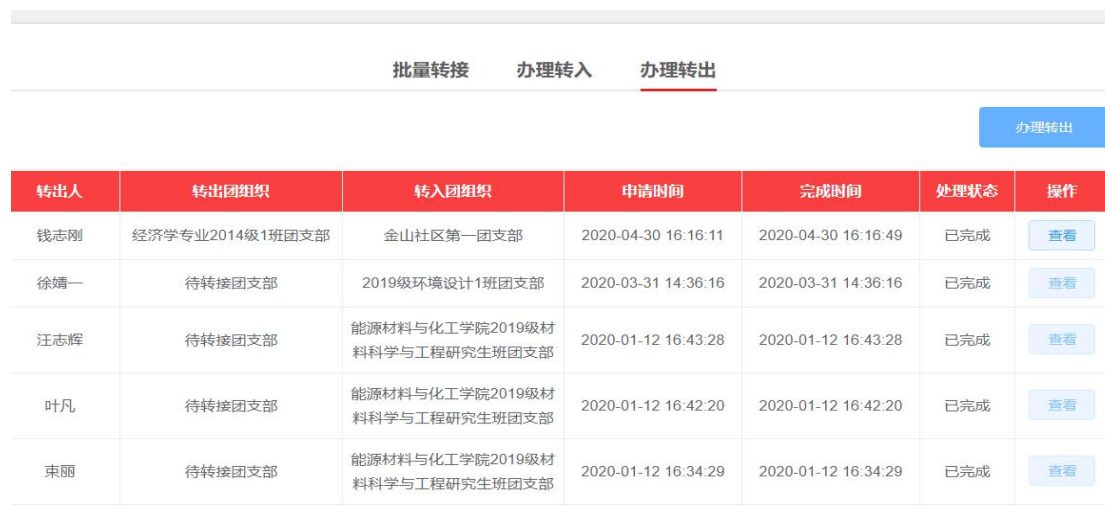 批量转接 办理转入 办理转出
办理转出
转出人 转出团组织 转入团组织 申请时间 完成时间 处理状态 操作
钱志刚 经济学专业2014级1班团支部 金山社区第一团支部 2020-04-30 16:16:11 2020-04-30 16:16:49 已完成 查看
徐婧一 待转接团支部 2019级环境设计1班团支部 2020-03-31 14:36:16 2020-03-31 14:36:16 已完成 查看
能源材料与化工学院2019级材
汪志辉 待转接团支部 2020-01-12 16:43:28 2020-01-12 16:43:28 已完成 查看
料科学与工程研究生班团支部
能源材料与化工学院2019级材
叶凡 待转接团支部 2020-01-12 16:42:20 2020-01-12 16:42:20 已完成 查看
料科学与工程研究生班团支部
能源材料与化工学院2019级材
束丽 待转接团支部 2020-01-12 16:34:29 2020-01-12 16:34:29 已完成 查看
料科学与工程研究生班团支部